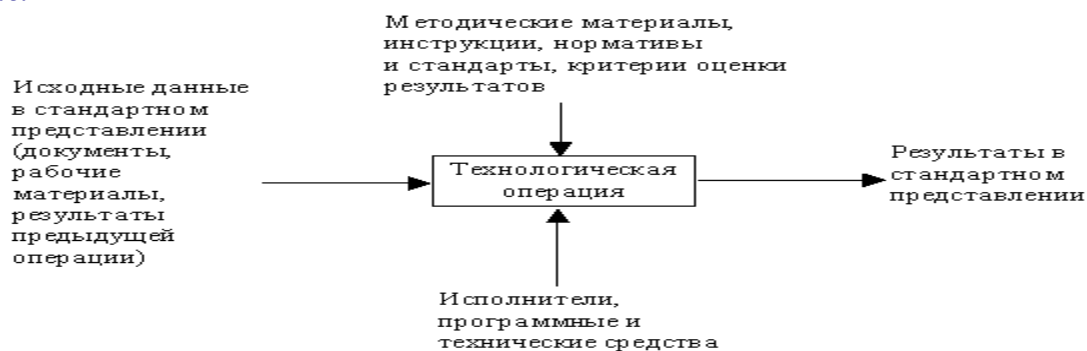 Методические материалы,
инструкции, нормативы
и стандарты, критерии оценки
результатов
Исходные данные
в стандартном
представлении
(документы,
рабочие
материалы,
результаты
предыдущей
операции)
Технологическая
операция
Результаты в
стандартном
представлении
Исполнители,
программные и
технические средства